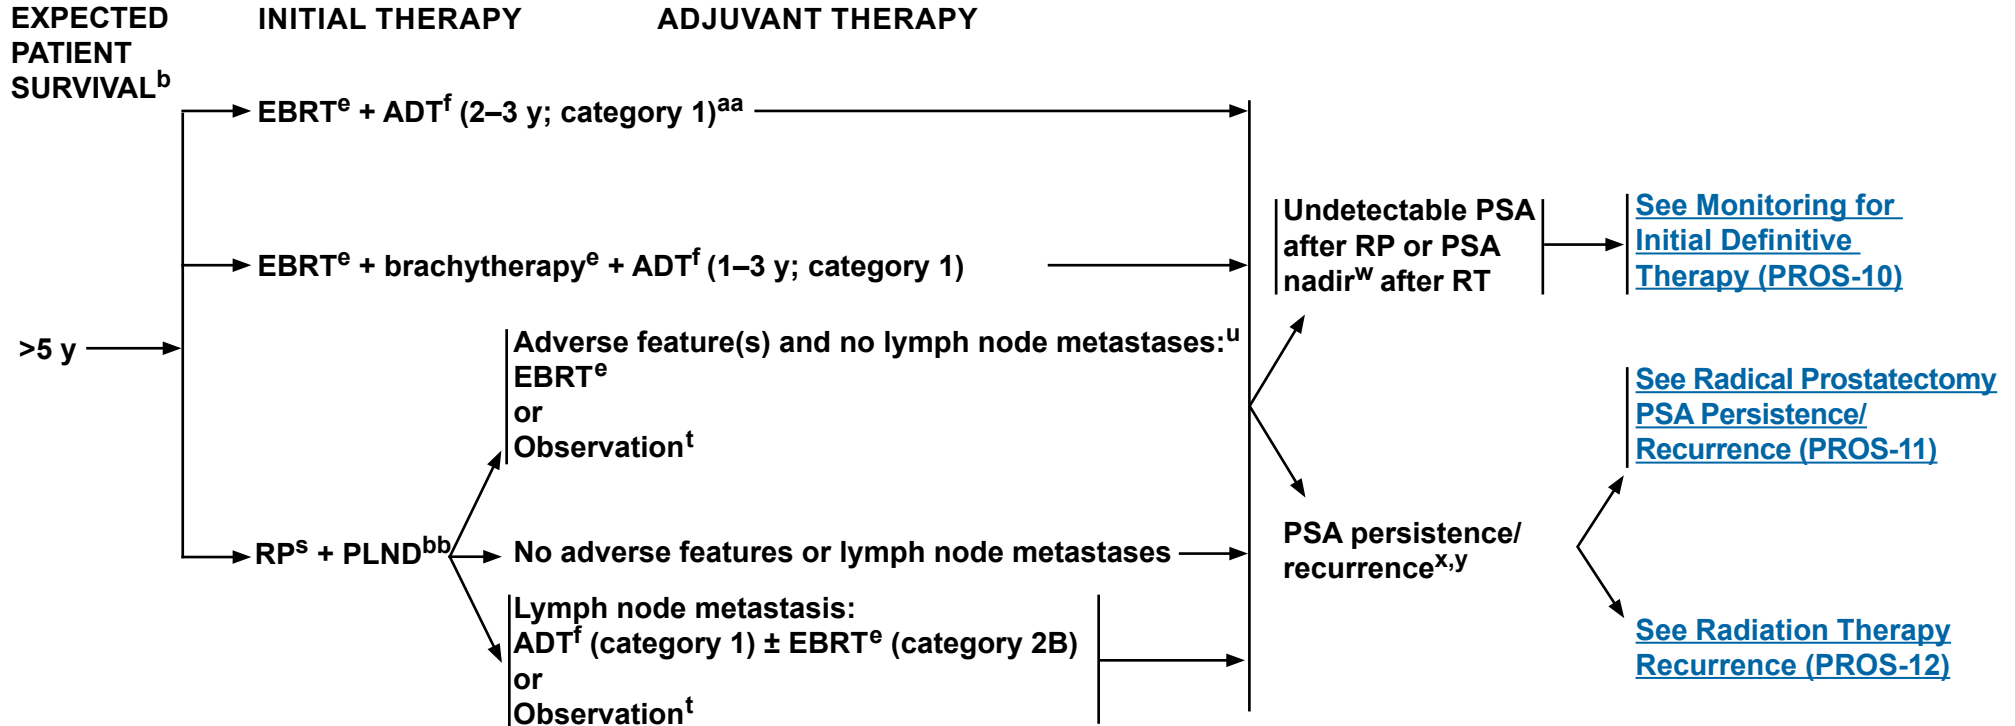 EXPECTED
PATIENT
SURVIVALb
INITIAL THERAPY
ADJUVANT THERAPY
EBRTe + ADTf (2–3 y; category 1)aa
EBRTe + brachytherapye + ADTf (1–3 y; category 1)
>5 y
Adverse feature(s) and no lymph node metastases:u
EBRTe
or
Observationt
RPs + PLNDbb
No adverse features or lymph node metastases
Lymph node metastasis:
ADTf (category 1) ± EBRTe (category 2B)
or
Observationt
Undetectable PSA
after RP or PSA
nadirw after RT
See Monitoring for
Initial Definitive
Therapy (PROS-10)
PSA persistence/
recurrencex,y
See Radical Prostatectomy
PSA Persistence/
Recurrence (PROS-11)
See Radiation Therapy
Recurrence (PROS-12)